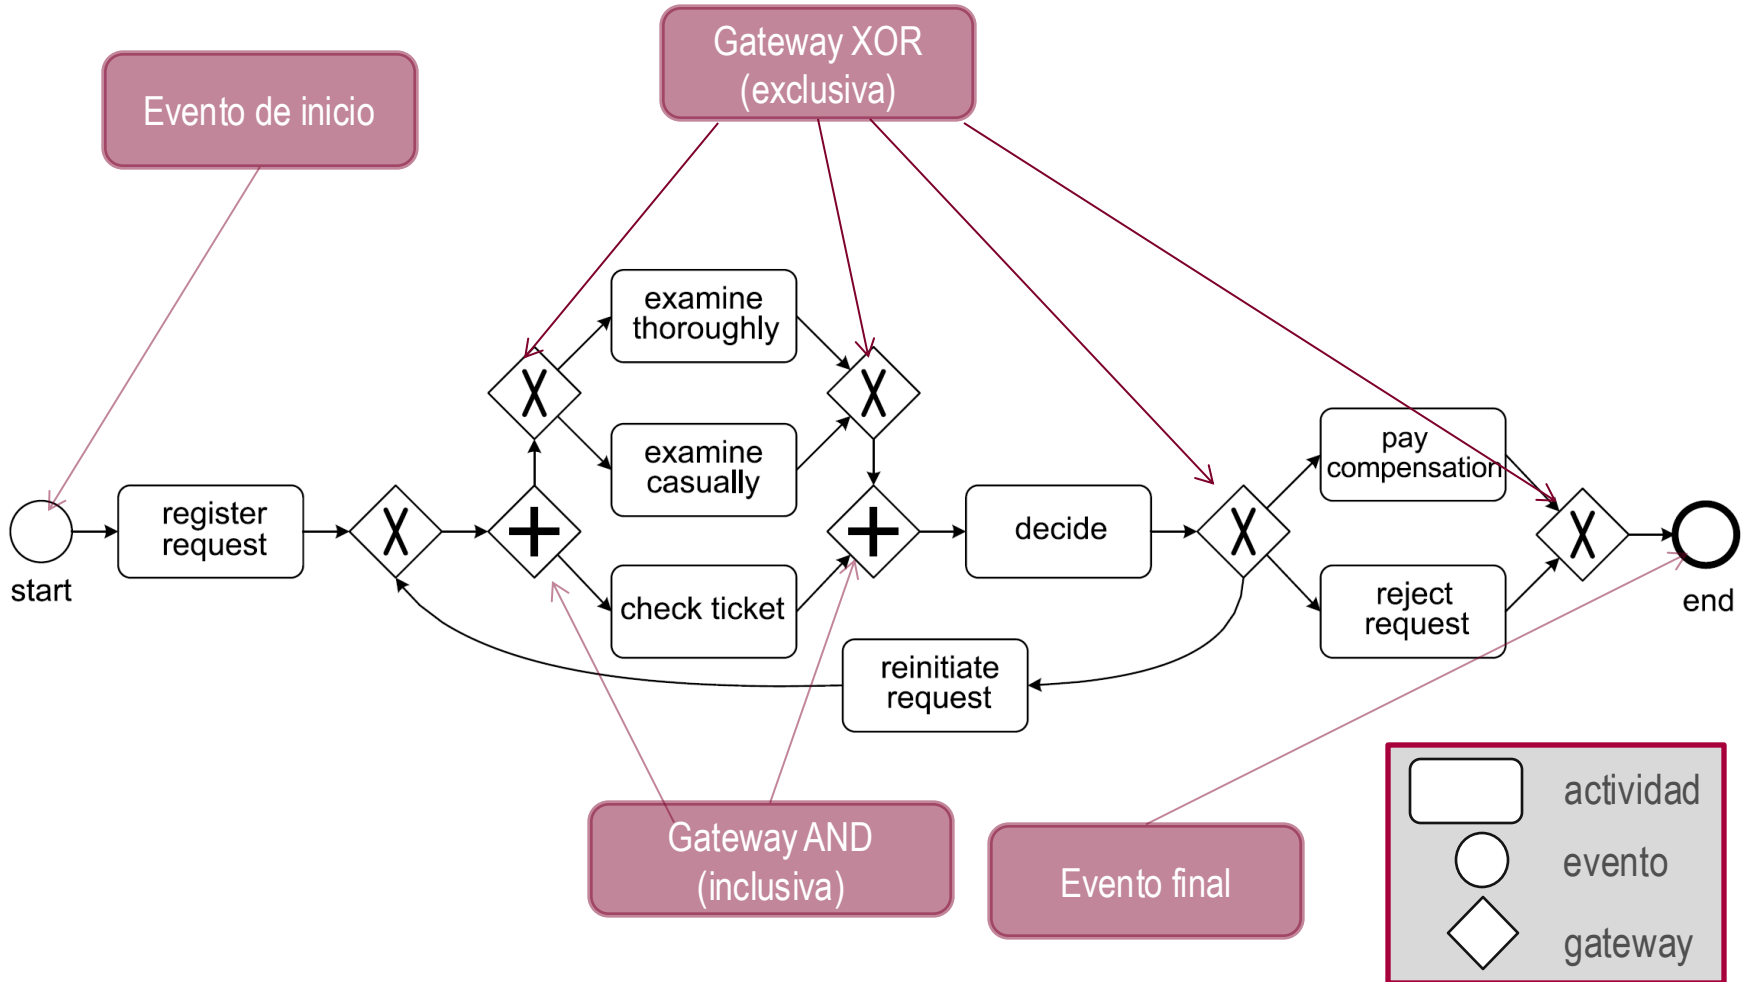 Gateway XOR
(exclusiva)
Evento de inicio
examine
thoroughly
X
X
examine
casually
pay
compensation
start
register
request
X
+
+
decide
X
X
end
check ticket
reject
request
reinitiate
request
Gateway AND
(inclusiva)
Evento final
actividad
evento
gateway